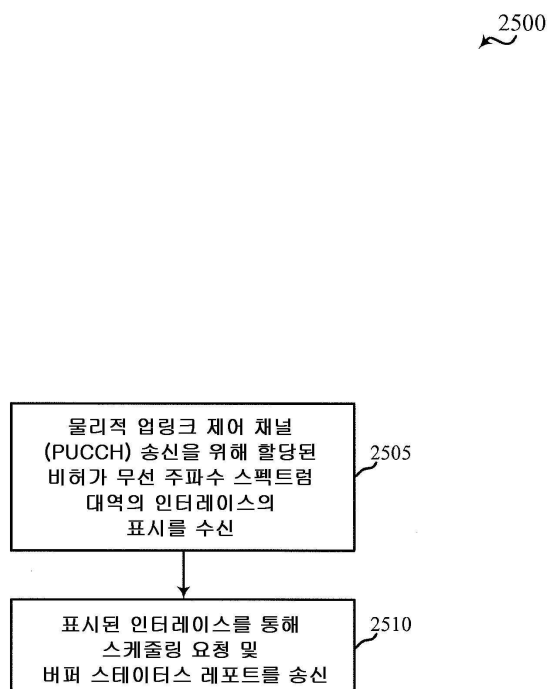 2500
물리적 업링크 제어 채널
(PUCCH) 송신을 위해 할당된
비허가 무선 주파수 스펙트럼
대역의 인터레이스의
표시를 수신
2505
표시된 인터레이스를 통해
스케줄링 요청 및
버퍼 스테이터스 레포트를 송신
2510